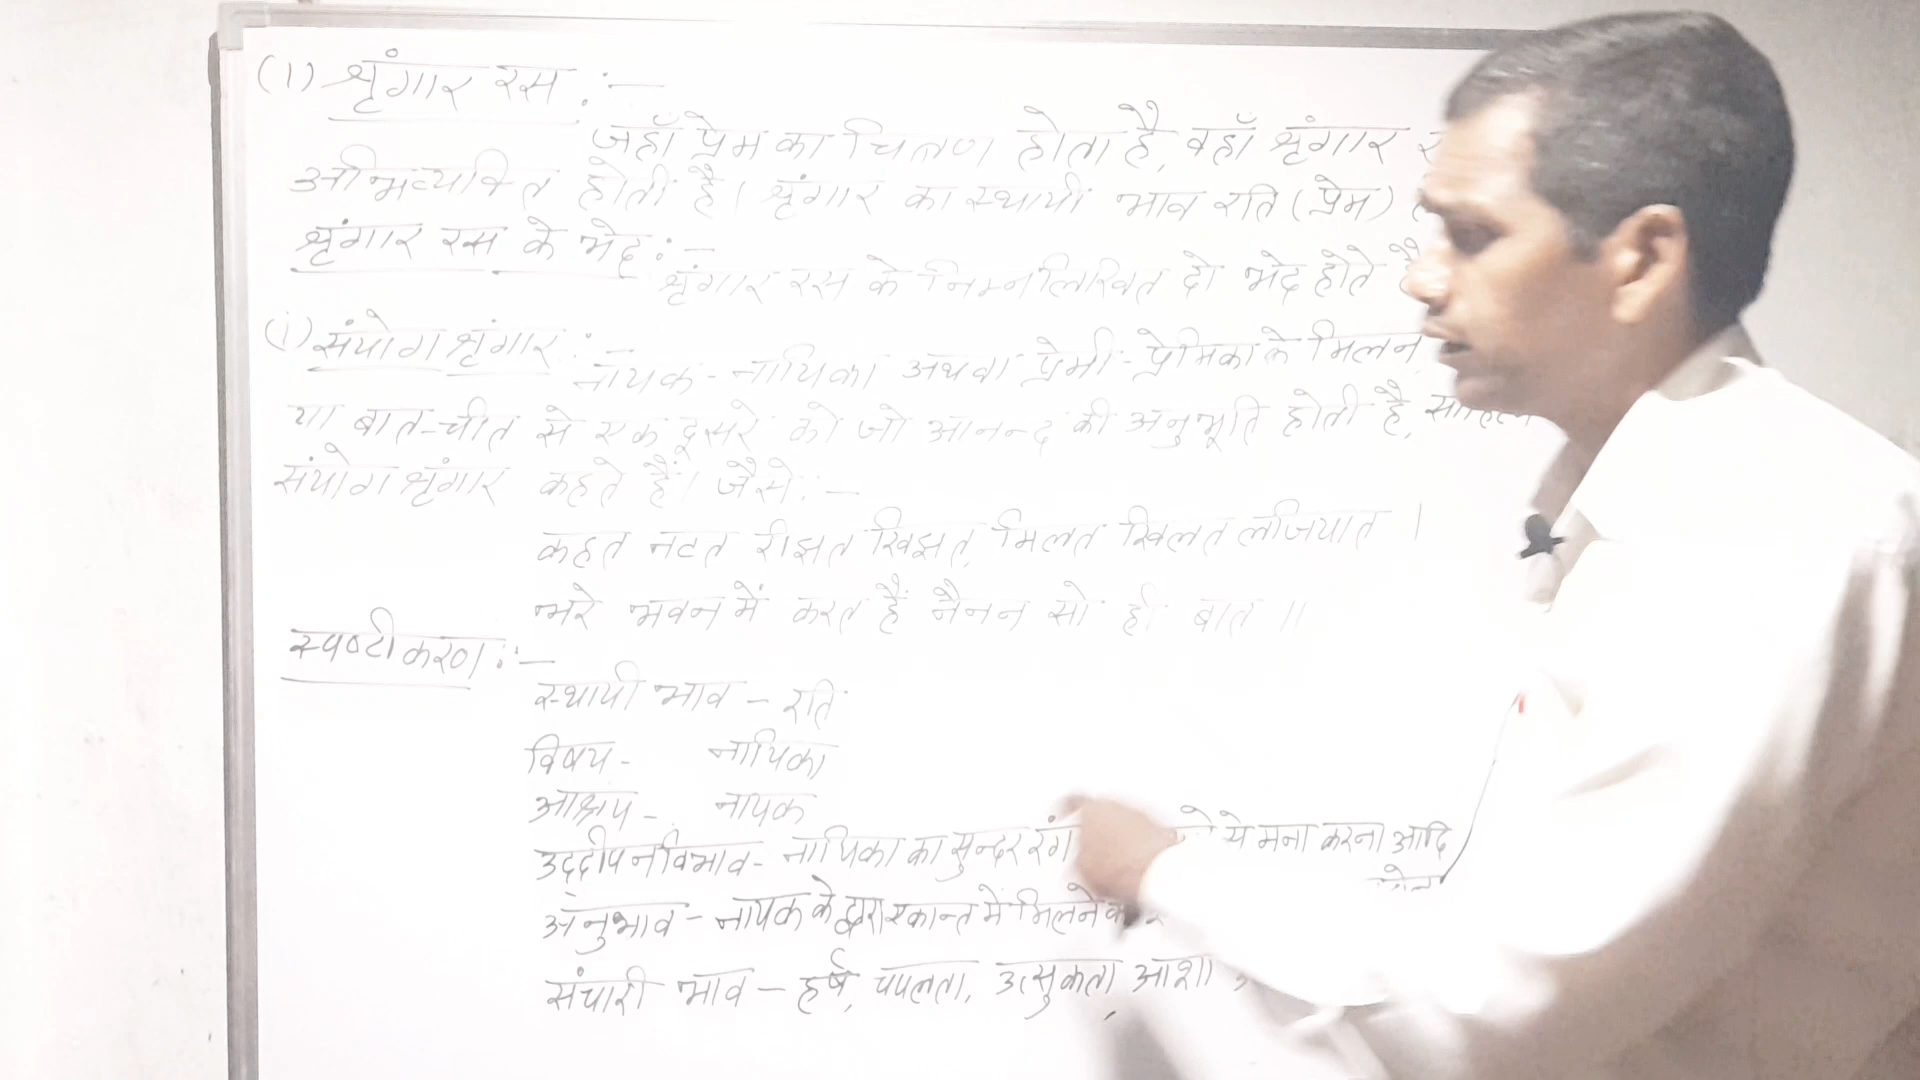 (1) श्रृंगार रस :-
जहाँ प्रेम का चित्रण होता है, वहाँ श्रृंगार
अभिव्यक्ति होती है। श्रृंगार का स्थायी भाव रति (प्रेम)
श्रृंगार रस के भेद :-
श्रृंगार रस के निम्नलिखित दो भेद होते
(i) संयोग श्रृंगार :-
नायक - नायिका अथवा प्रेमी - प्रेमिका के मिलन
या बात-चीत से एक दूसरे को जो आनन्द की अनुभूति होती है,
संयोग श्रृंगार कहते हैं। जैसे :-
कहत नटत रीझत खिझत, मिलत खिलत लजियात ।
भरे भवन में करत हैं नैनन सो ही बात ॥
स्पष्टीकरण :-
स्थायी भाव - रति
विषय - नायिका
आश्रय - नायक
उद्दीपन विभाव - नायिका का सुन्दर रंग ये मना करना आदि
अनुभाव - नायक के द्वारा एकान्त में मिलने
संचारी भाव - हर्ष, चपलता, उत्सुकता, आशा